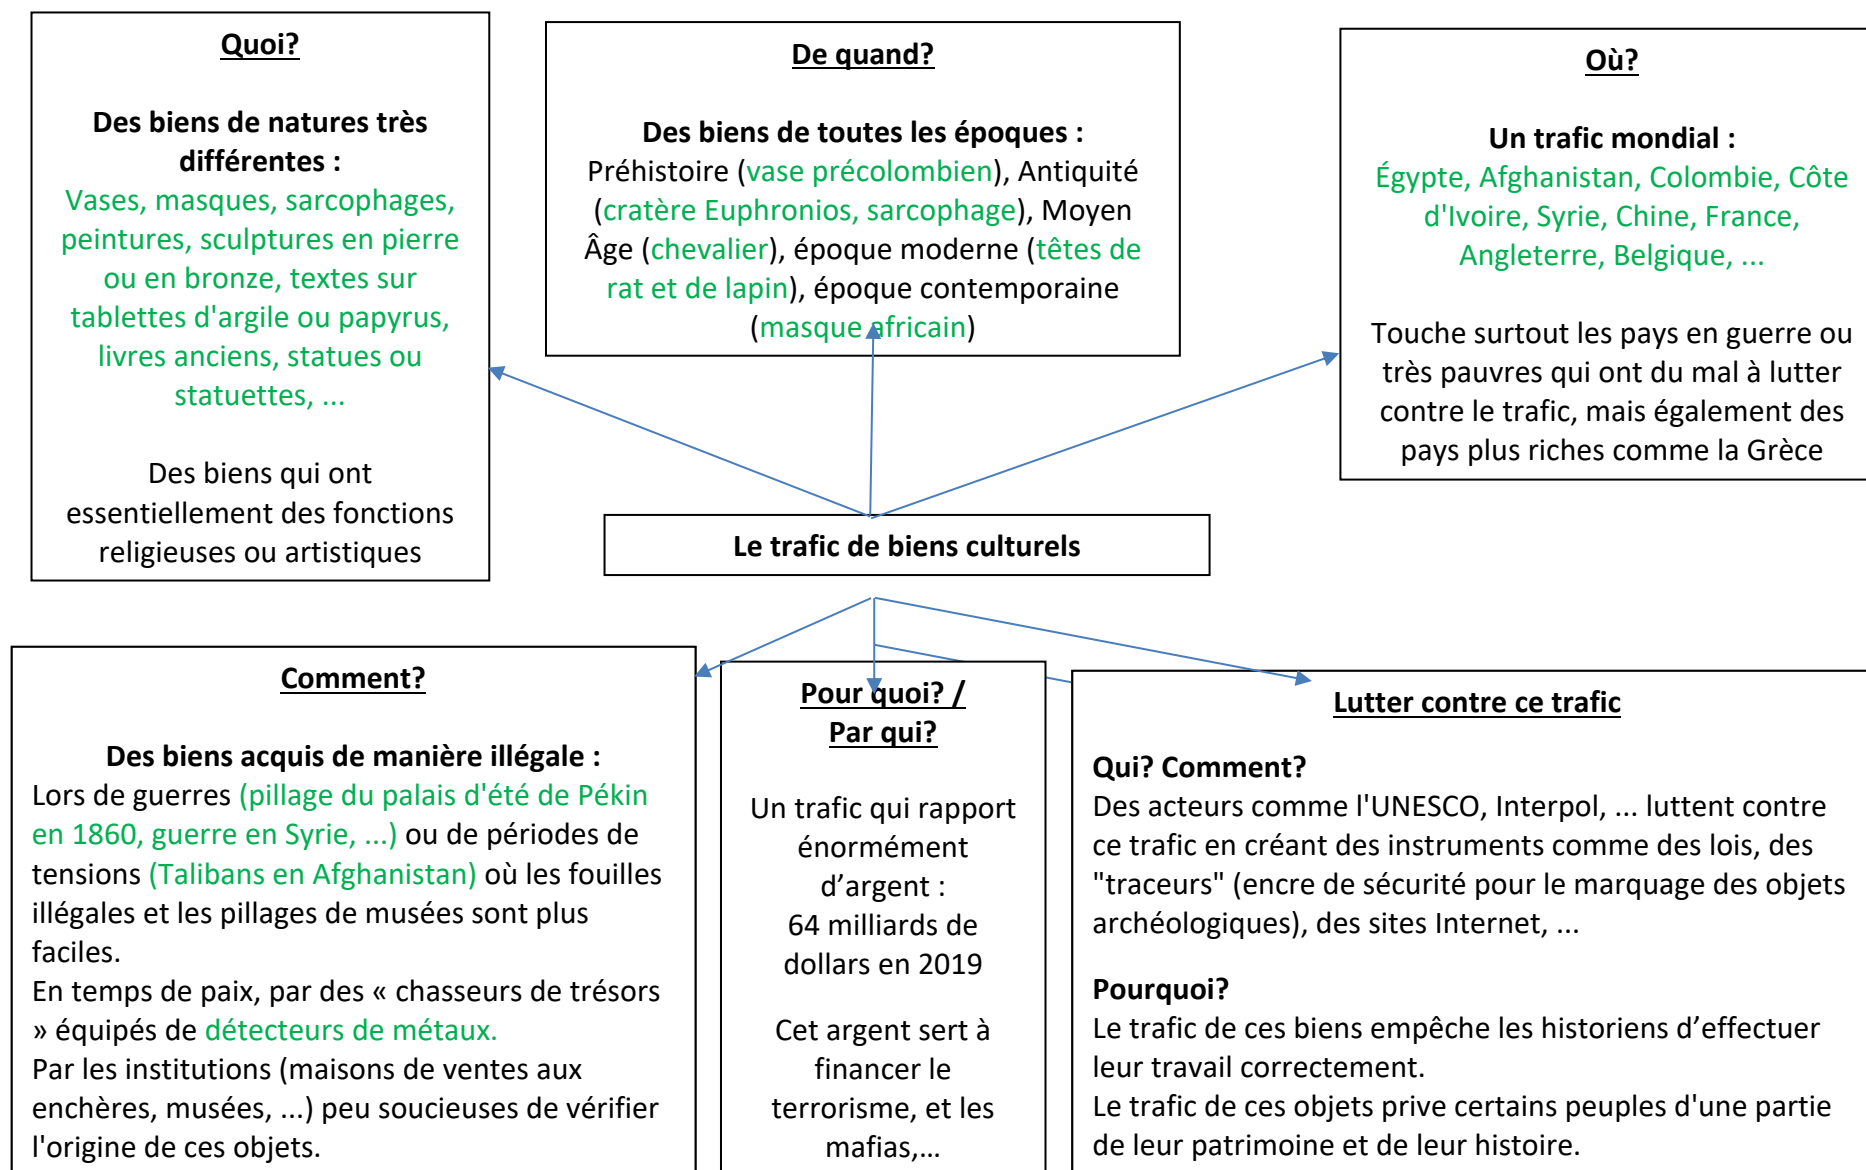 Quoi?
Des biens de natures très
différentes :
Vases, masques, sarcophages,
peintures, sculptures en pierre
ou en bronze, textes sur
tablettes d'argile ou papyrus,
livres anciens, statues ou
statuettes, ...
Des biens qui ont
essentiellement des fonctions
religieuses ou artistiques
De quand?
Des biens de toutes les époques :
Préhistoire (vase précolombien), Antiquité
(cratère Euphronios, sarcophage), Moyen
Âge (chevalier), époque moderne (têtes de
rat et de lapin), époque contemporaine
(masque africain)
Où?
Un trafic mondial :
Égypte, Afghanistan, Colombie, Côte
d'Ivoire, Syrie, Chine, France,
Angleterre, Belgique, ...
Touche surtout les pays en guerre ou
très pauvres qui ont du mal à lutter
contre le trafic, mais également des
pays plus riches comme la Grèce
Le trafic de biens culturels
Comment?
Des biens acquis de manière illégale :
Lors de guerres (pillage du palais d'été de Pékin
en 1860, guerre en Syrie, ...) ou de périodes de
tensions (Talibans en Afghanistan) où les fouilles
illégales et les pillages de musées sont plus
faciles.
En temps de paix, par des « chasseurs de trésors
» équipés de détecteurs de métaux.
Par les institutions (maisons de ventes aux
enchères, musées, ...) peu soucieuses de vérifier
l'origine de ces objets.
Pour quoi? /
Par qui?
Un trafic qui rapport
énormément
d’argent :
64 milliards de
dollars en 2019
Cet argent sert à
financer le
terrorisme, et les
mafias,…
Lutter contre ce trafic
Qui? Comment?
Des acteurs comme l'UNESCO, Interpol, ... luttent contre
ce trafic en créant des instruments comme des lois, des
"traceurs" (encre de sécurité pour le marquage des objets
archéologiques), des sites Internet, ...
Pourquoi?
Le trafic de ces biens empêche les historiens d’effectuer
leur travail correctement.
Le trafic de ces objets prive certains peuples d'une partie
de leur patrimoine et de leur histoire.